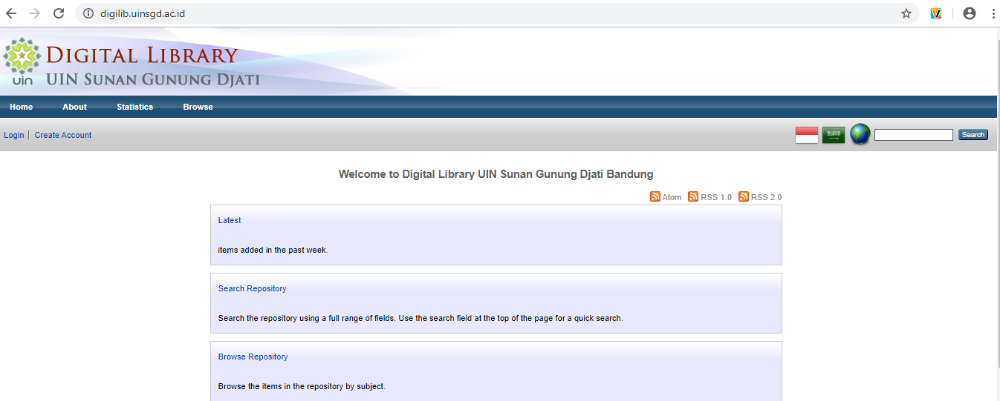 digilib.uinsgd.ac.id
DIGITAL LIBRARY
uin UIN SUNAN GUNUNG DJATI
Home About Statistics Browse
Login | Create Account Search
Welcome to Digital Library UIN Sunan Gunung Djati Bandung
Atom RSS 1.0 RSS 2.0
Latest
items added in the past week.
Search Repository
Search the repository using a full range of fields. Use the search field at the top of the page for a quick search.
Browse Repository
Browse the items in the repository by subject.